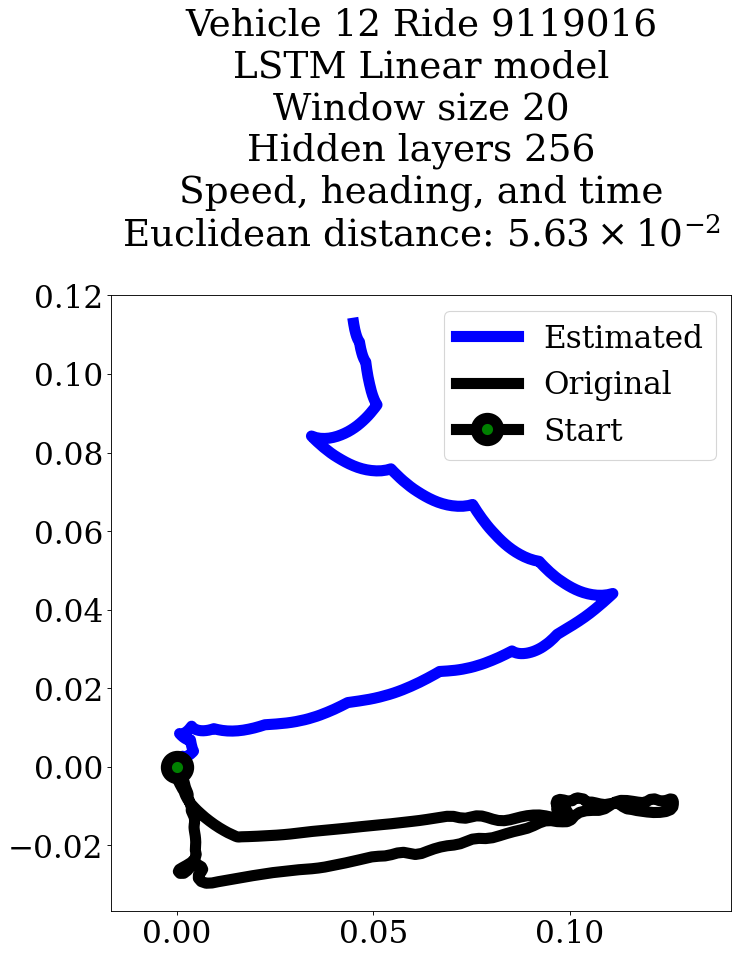 Vehicle 12 Ride 9119016
LSTM Linear model
Window size 20
Hidden layers 256
Speed, heading, and time
Euclidean distance: 5.63 × 10⁻²
0.12
0.10
0.08
0.06
0.04
0.02
0.00
−0.02
Estimated
Original
Start
0.00 0.05 0.10